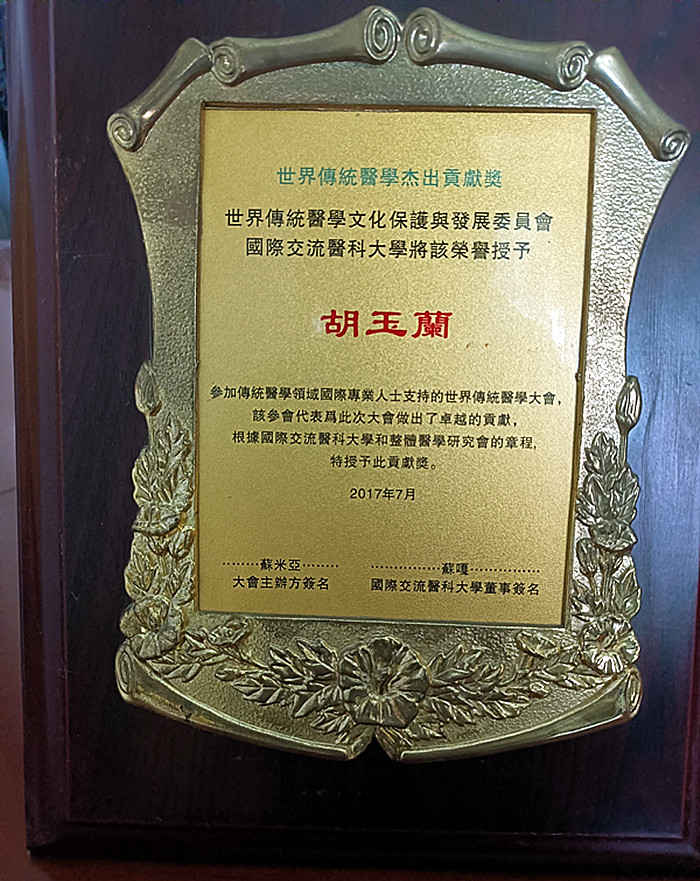 世界傳統醫學杰出貢獻獎
世界傳統醫學文化保護與發展委員會
國際交流醫科大學將該榮譽授予
胡玉蘭
參加傳統醫學領域國際專業人士支持的世界傳統醫學大會，
該參會代表爲此次大會做出了卓越的貢獻，
根據國際交流醫科大學和整體醫學研究會的章程，
特授予此貢獻獎。
2017年7月
········蘇米亞········ ················蘇嘎················
大會主辦方簽名 國際交流醫科大學董事簽名